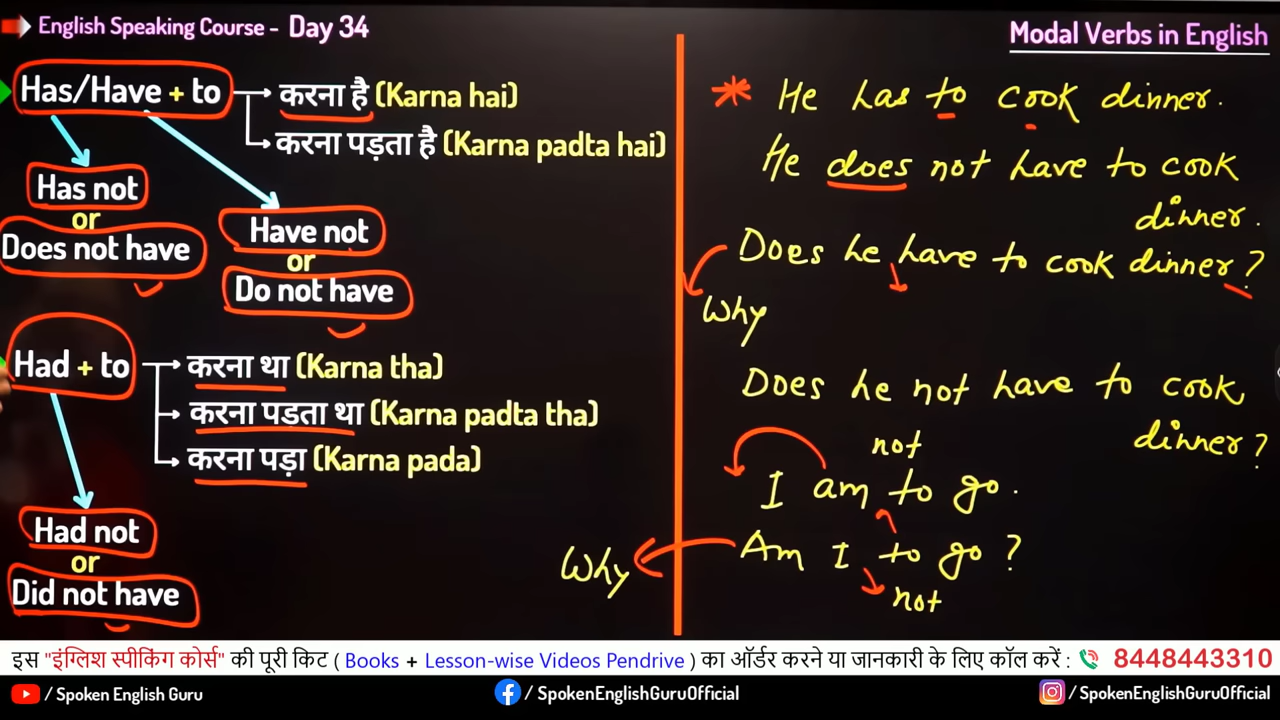 English Speaking Course - Day 34
Modal Verbs in English
Has/Have + to
करना है (Karna hai)
करना पड़ता है (Karna padta hai)
Has not
or
Does not have
Have not
or
Do not have
Had + to
करना था (Karna tha)
करना पड़ता था (Karna padta tha)
करना पड़ा (Karna pada)
Had not
or
Did not have
* He has to cook dinner.
He does not have to cook
dinner.
Does he have to cook dinner?
Why
Does he not have to cook
dinner?
not
I am to go.
Am I to go?
Why
not
इस "इंग्लिश स्पीकिंग कोर्स" की पूरी किट ( Books + Lesson-wise Videos Pendrive ) का ऑर्डर करने या जानकारी के लिए कॉल करें : 8448443310
/ Spoken English Guru
/ SpokenEnglishGuruOfficial
/ SpokenEnglishGuruOfficial